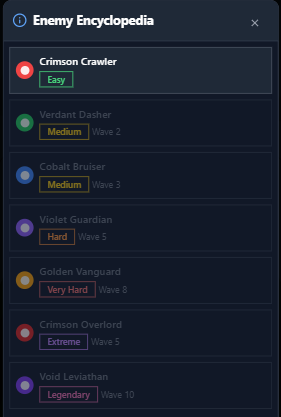 Enemy Encyclopedia
Crimson Crawler
Easy
Verdant Dasher
Medium Wave 2
Cobalt Bruiser
Medium Wave 3
Violet Guardian
Hard Wave 5
Golden Vanguard
Very Hard Wave 8
Crimson Overlord
Extreme Wave 5
Void Leviathan
Legendary Wave 10